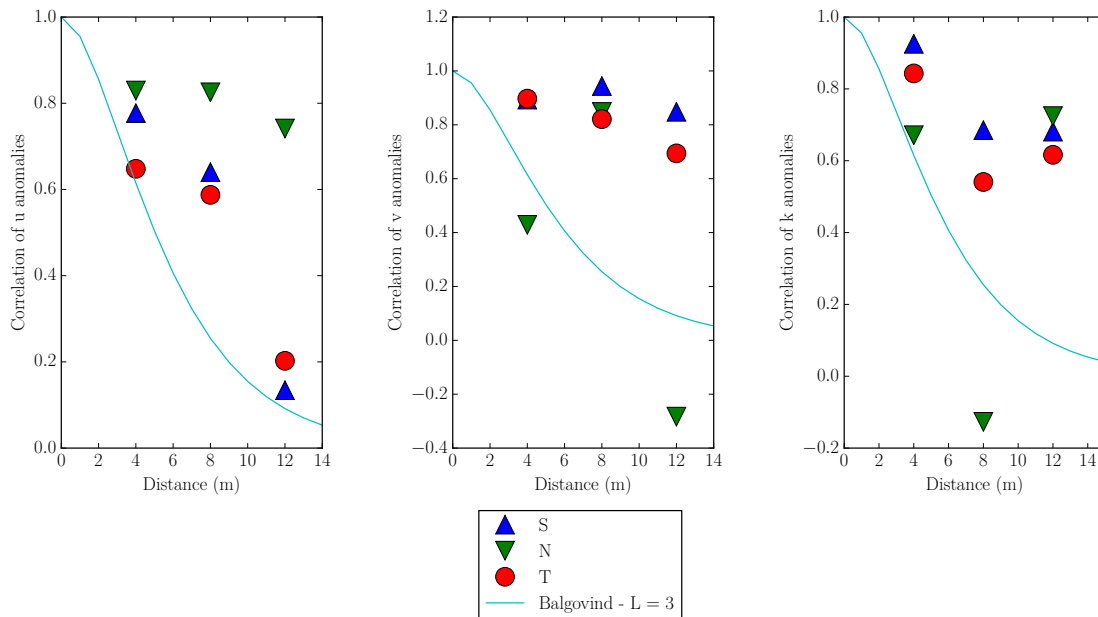 Correlation of u anomalies
1.0
0.8
0.6
0.4
0.2
0.0
0 2 4 6 8 10 12 14
Distance (m)
Correlation of v anomalies
1.2
1.0
0.8
0.6
0.4
0.2
0.0
−0.2
−0.4
0 2 4 6 8 10 12 14
Distance (m)
Correlation of k anomalies
1.0
0.8
0.6
0.4
0.2
0.0
−0.2
0 2 4 6 8 10 12 14
Distance (m)
S
N
T
Balgovind - L = 3